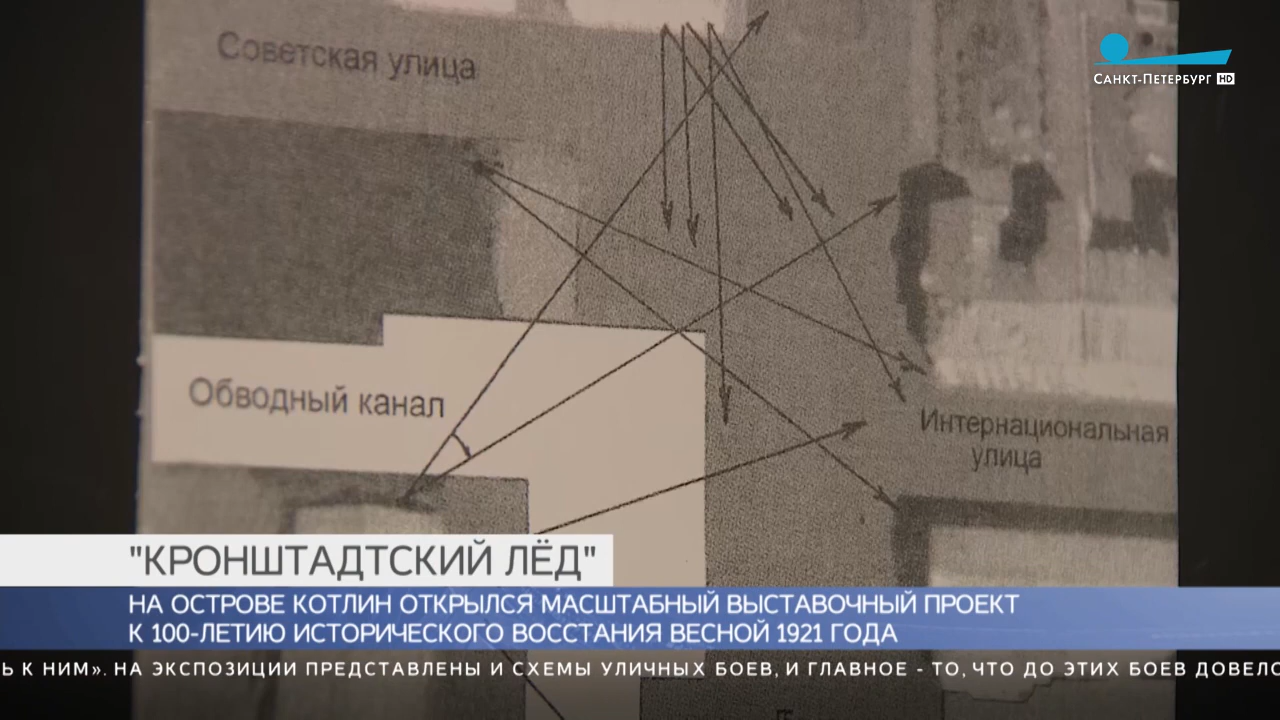 Советская улица
САНКТ-ПЕТЕРБУРГ HD
Обводный канал
Интернациональная
улица
"КРОНШТАДТСКИЙ ЛЁД"
НА ОСТРОВЕ КОТЛИН ОТКРЫЛСЯ МАСШТАБНЫЙ ВЫСТАВОЧНЫЙ ПРОЕКТ
К 100-ЛЕТИЮ ИСТОРИЧЕСКОГО ВОССТАНИЯ ВЕСНОЙ 1921 ГОДА
Ь К НИМ». НА ЭКСПОЗИЦИИ ПРЕДСТАВЛЕНЫ И СХЕМЫ УЛИЧНЫХ БОЕВ, И ГЛАВНОЕ - ТО, ЧТО ДО ЭТИХ БОЕВ ДОВЕЛО